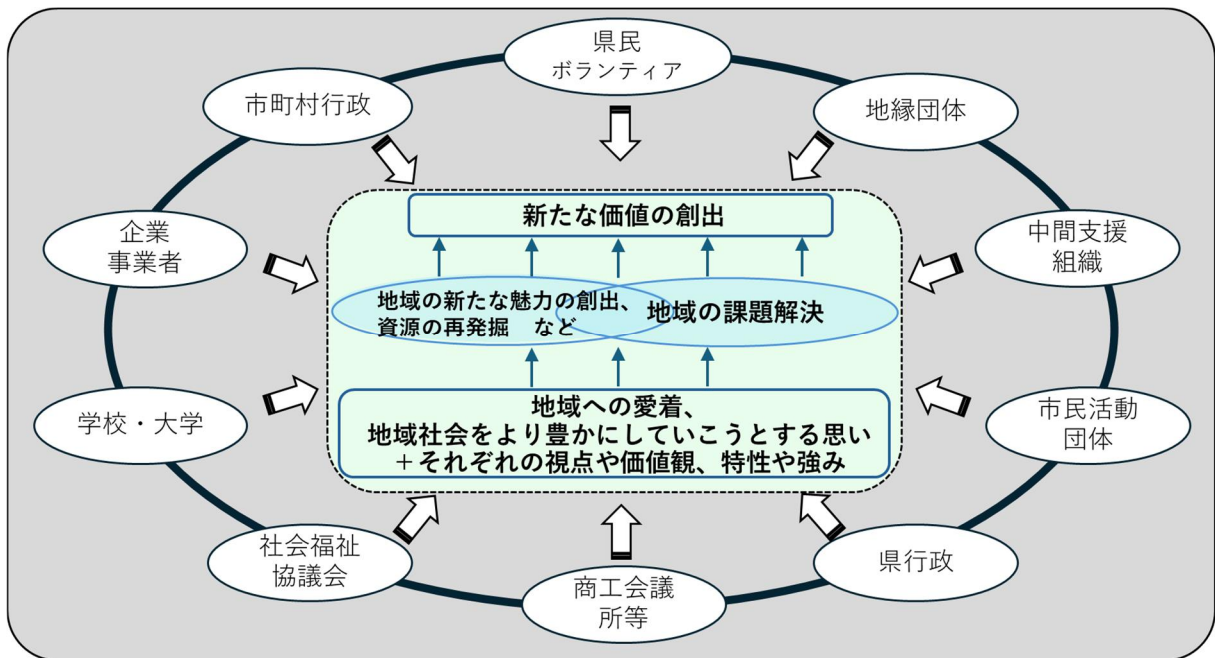 県民
ボランティア
市町村行政
地縁団体
企業
事業者
中間支援
組織
学校・大学
市民活動
団体
社会福祉
協議会
商工会議
所等
県行政
新たな価値の創出
地域の新たな魅力の創出、
資源の再発掘　など
地域の課題解決
地域への愛着、
地域社会をより豊かにしていこうとする思い
＋それぞれの視点や価値観、特性や強み